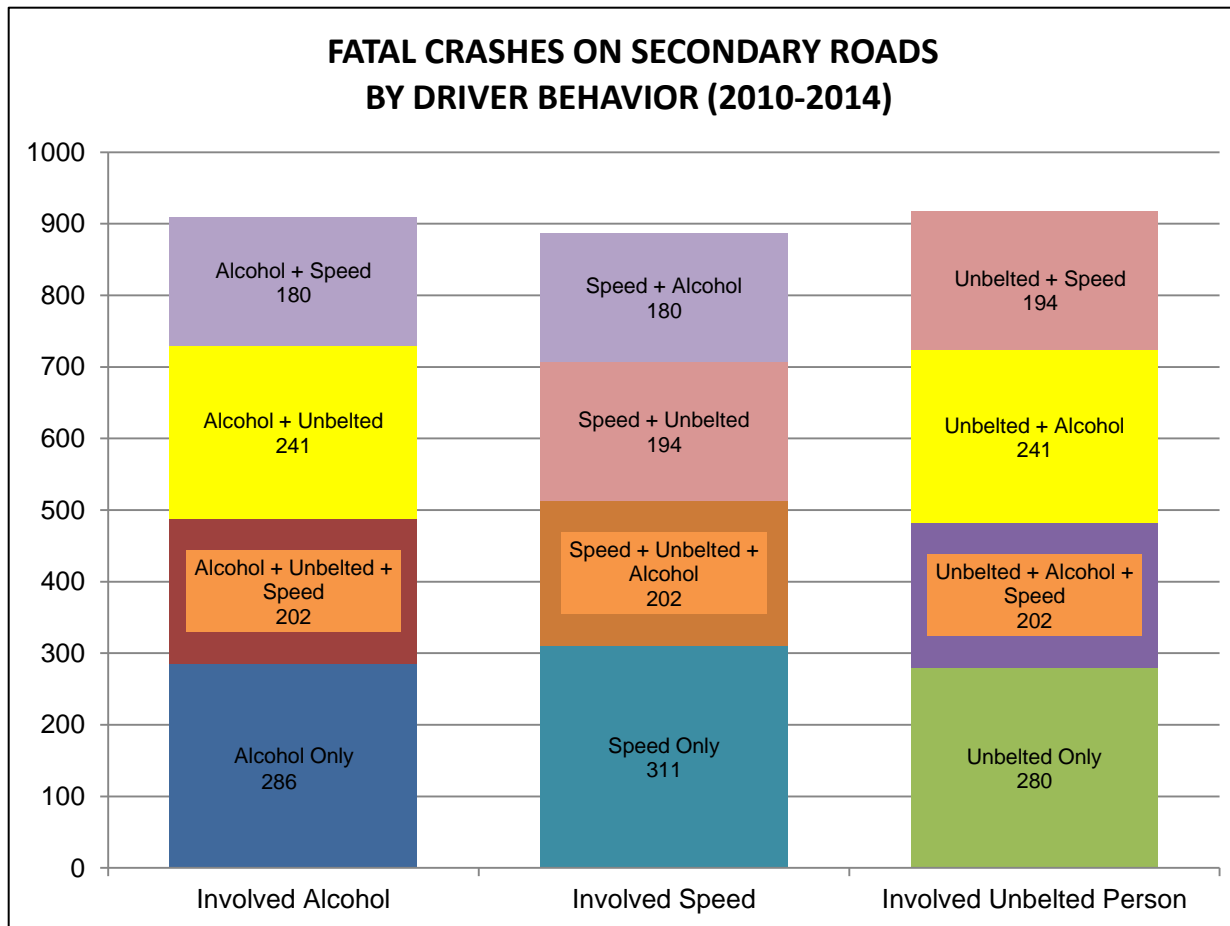 FATAL CRASHES ON SECONDARY ROADS
BY DRIVER BEHAVIOR (2010-2014)
1000
900
800
700
600
500
400
300
200
100
0
Alcohol + Speed
180
Alcohol + Unbelted
241
Alcohol + Unbelted +
Speed
202
Alcohol Only
286
Speed + Alcohol
180
Speed + Unbelted
194
Speed + Unbelted +
Alcohol
202
Speed Only
311
Unbelted + Speed
194
Unbelted + Alcohol
241
Unbelted + Alcohol +
Speed
202
Unbelted Only
280
Involved Alcohol
Involved Speed
Involved Unbelted Person